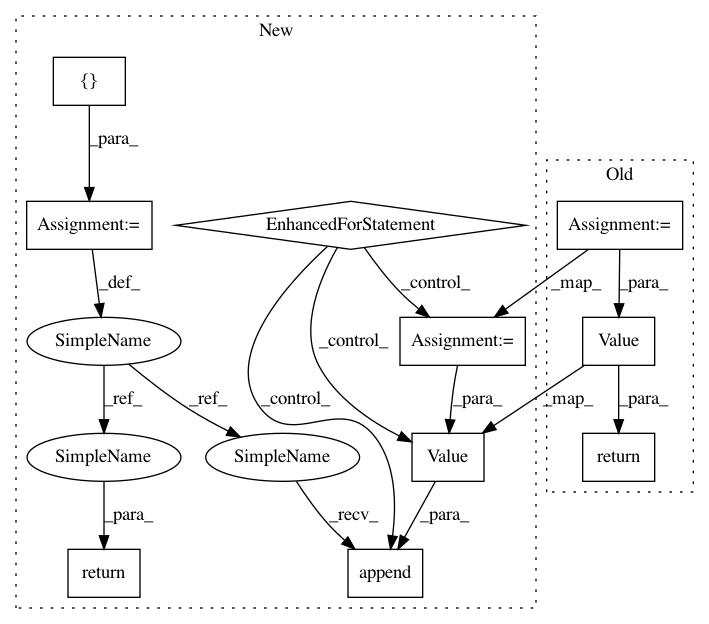 New
{}
_para_
Old
Assignment:=
EnhancedForStatement
Assignment:=
_def_
_control_
_map_
_para_
SimpleName
_control_
Assignment:=
Value
_ref_
_ref_
_control_
_para_
_map_
_para_
SimpleName
SimpleName
Value
return
_para_
_recv_
_para_
return
append